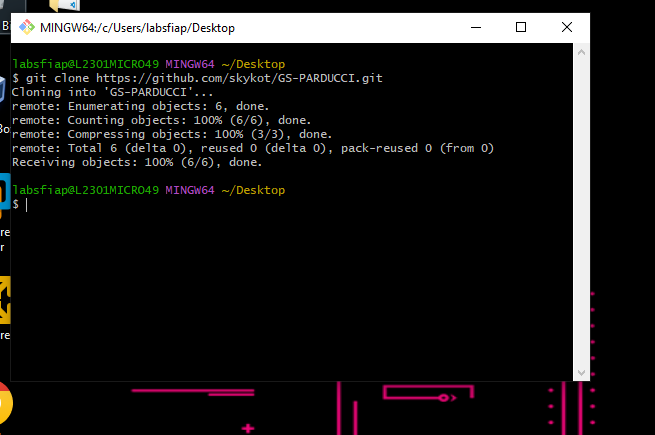 MINGW64:/c/Users/labsfiap/Desktop
labsfiap@L2301MICRO49 MINGW64 ~/Desktop
$ git clone https://github.com/skykot/GS-PARDUCCI.git
Cloning into 'GS-PARDUCCI'...
remote: Enumerating objects: 6, done.
remote: Counting objects: 100% (6/6), done.
remote: Compressing objects: 100% (3/3), done.
remote: Total 6 (delta 0), reused 0 (delta 0), pack-reused 0 (from 0)
Receiving objects: 100% (6/6), done.
labsfiap@L2301MICRO49 MINGW64 ~/Desktop
$